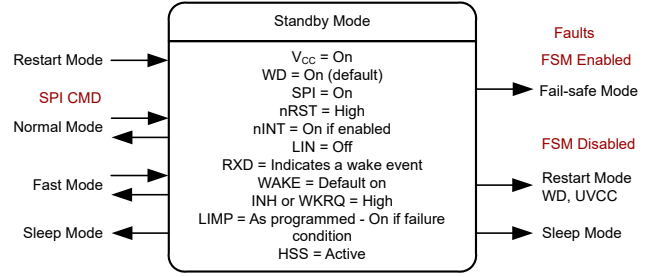 Standby Mode
Restart Mode
SPI CMD
Normal Mode
Fast Mode
Sleep Mode
VCC = On
WD = On (default)
SPI = On
nRST = High
nINT = On if enabled
LIN = Off
RXD = Indicates a wake event
WAKE = Default on
INH or WKRQ = High
LIMP = As programmed - On if failure
condition
HSS = Active
Faults
FSM Enabled
Fail-safe Mode
FSM Disabled
Restart Mode
WD, UVCC
Sleep Mode